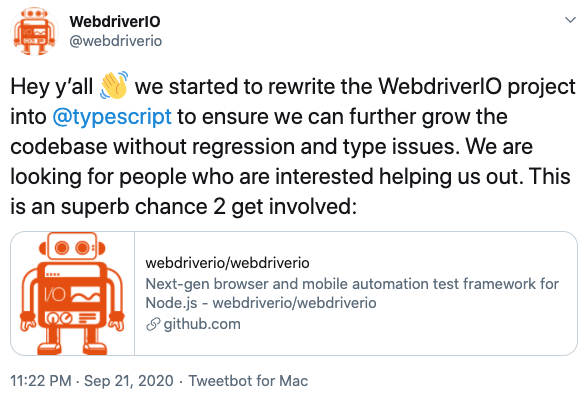 WebdriverIO
@webdriverio
Hey y'all 👋 we started to rewrite the WebdriverIO project
into @typescript to ensure we can further grow the
codebase without regression and type issues. We are
looking for people who are interested helping us out. This
is an superb chance 2 get involved:
I/O
webdriverio/webdriverio
Next-gen browser and mobile automation test framework for
Node.js - webdriverio/webdriverio
github.com
11:22 PM · Sep 21, 2020 · Tweetbot for Mac